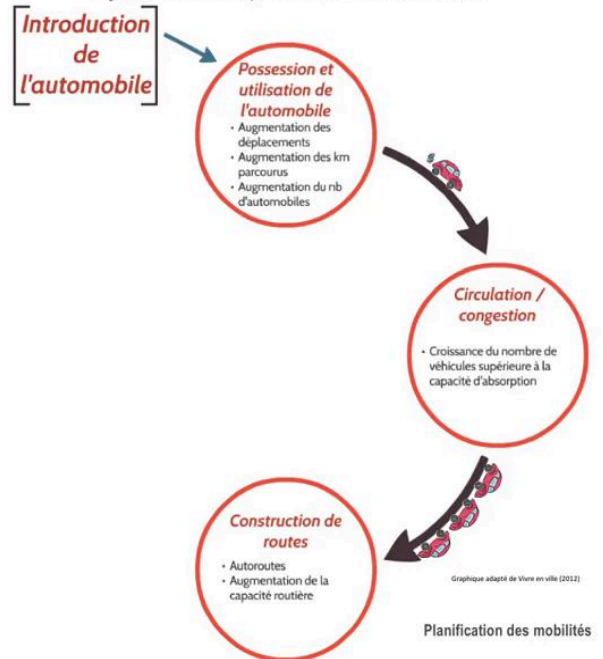 Introduction
de
l'automobile
Possession et
utilisation de
l'automobile
• Augmentation des
déplacements
• Augmentation des km
parcourus
• Augmentation du nb
d'automobiles
Circulation /
congestion
• Croissance du nombre de
véhicules supérieure à la
capacité d'absorption
Construction de
routes
• Autoroutes
• Augmentation de la
capacité routière
Graphique adapté de Vivre en ville (2012)
Planification des mobilités